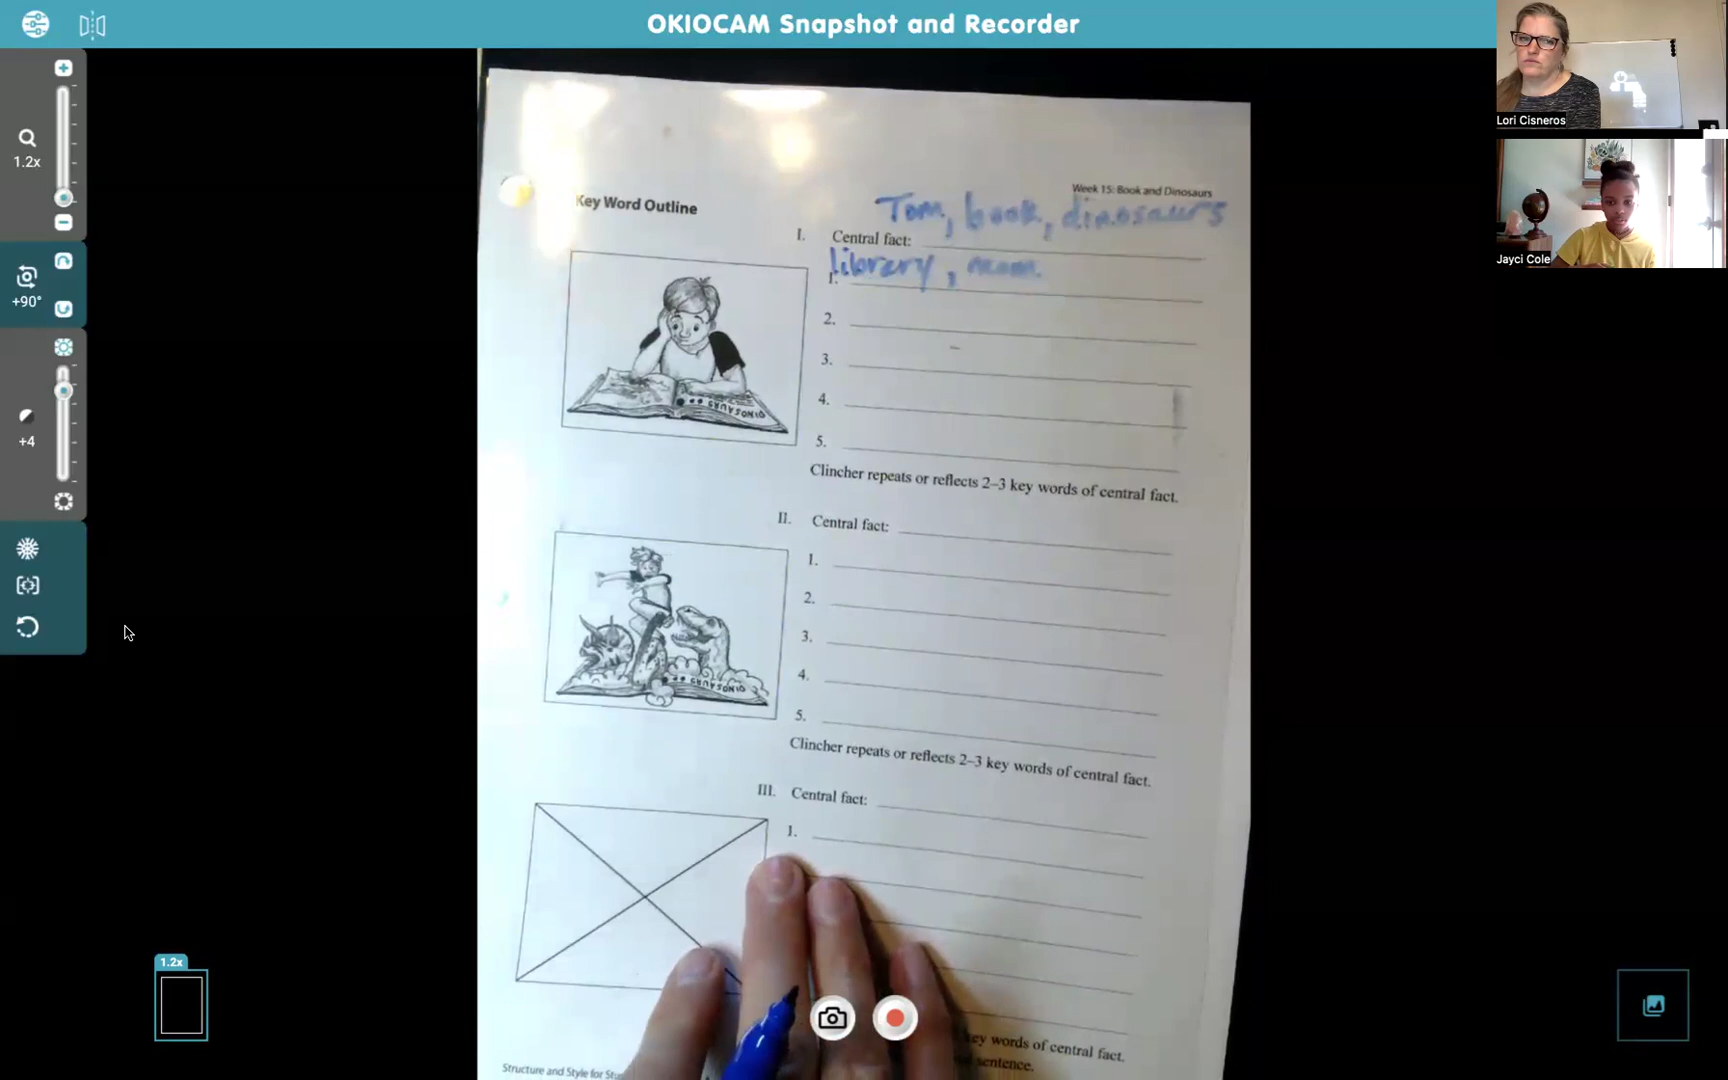 OKIOCAM Snapshot and Recorder
Lori Cisneros
Jayci Cole
1.2x
+90°
+4
1.2x
Week 15: Book and Dinosaurs
Key Word Outline
Tom, book, dinosaurs
I. Central fact:
library, mom
1.
2.
3.
4.
5.
DINOSAURS
Clincher repeats or reflects 2–3 key words of central fact.
II. Central fact:
1.
2.
3.
4.
5.
DINOSAURS
Clincher repeats or reflects 2–3 key words of central fact.
III. Central fact:
1.
key words of central fact.
sentence.
Structure and Style for